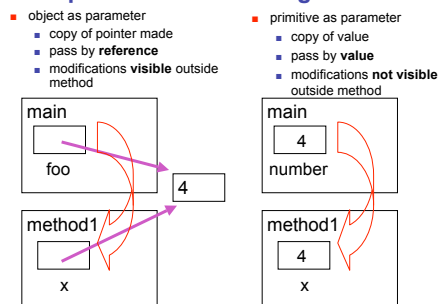 object as parameter
copy of pointer made
pass by reference
modifications visible outside
method
primitive as parameter
copy of value
pass by value
modifications not visible
outside method
main
foo
4
method1
x
main
4
number
method1
4
x